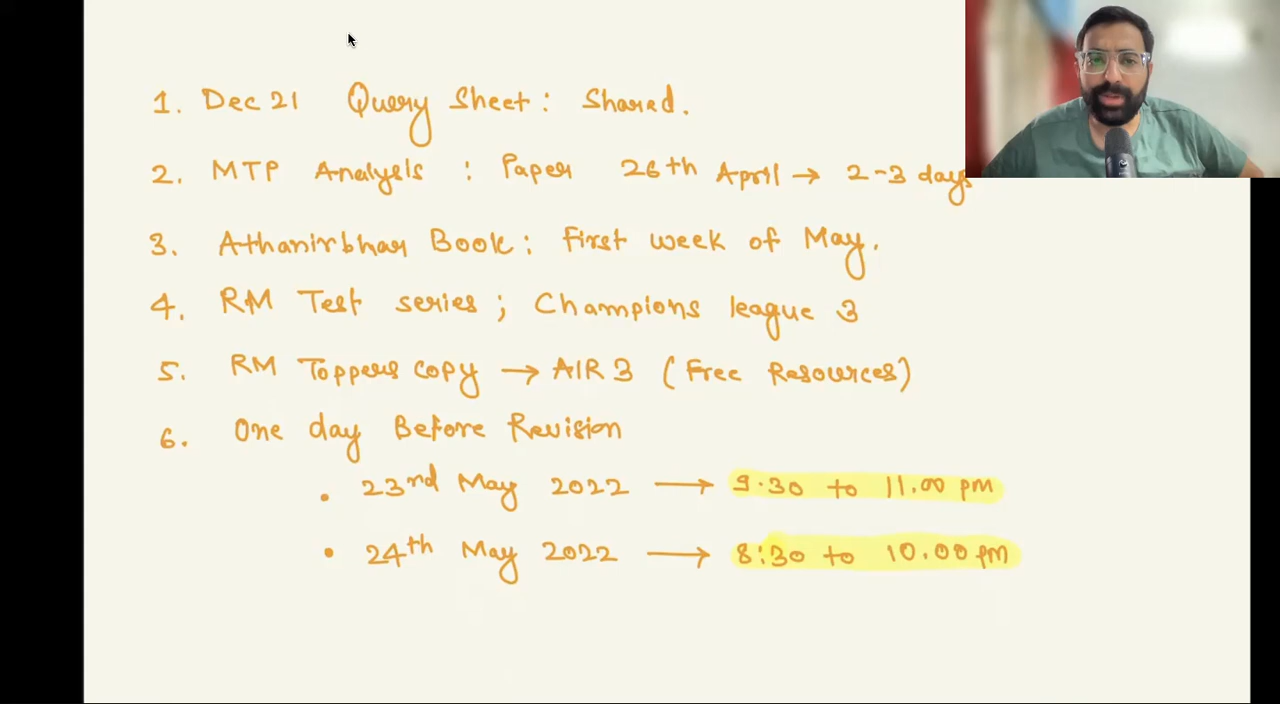 1. Dec 21 Query Sheet : Shared.
2. MTP Analysis : Paper 26th April → 2-3 days
3. Athanirbhar Book : First week of May.
4. RM Test series ; Champions league 3
5. RM Toppers copy → AIR 3 (Free Resources)
6. One day Before Revision
• 23rd May 2022 → 9.30 to 11.00 pm
• 24th May 2022 → 8:30 to 10.00 pm